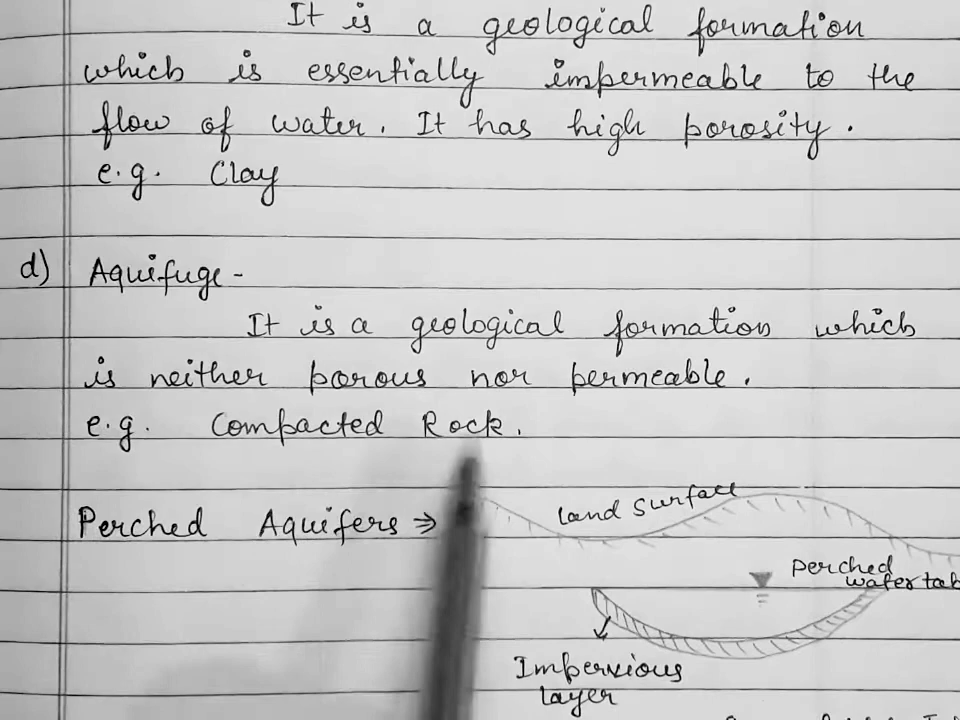 It is a geological formation
which is essentially impermeable to the
flow of water. It has high porosity.
e.g. Clay
d) Aquifuge -
It is a geological formation which
is neither porous nor permeable.
e.g. Compacted Rock.
Perched Aquifers ⇒
land surface
perched
water tab
Impervious
layer